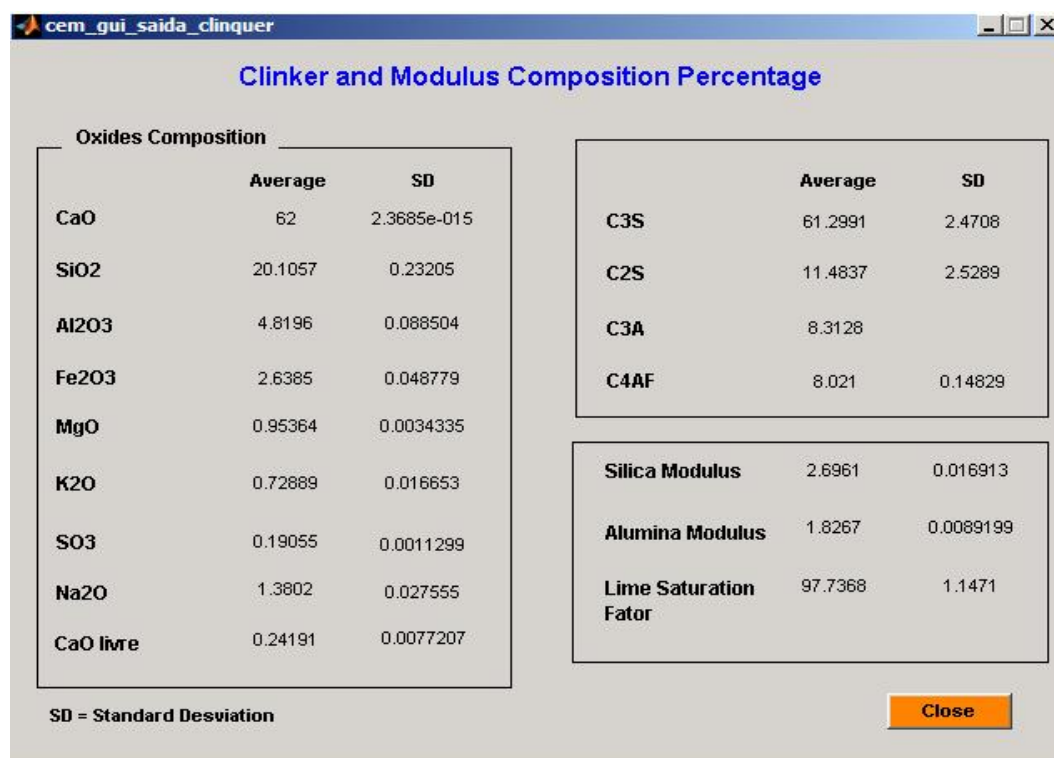 cem_gui_saida_clinquer
Clinker and Modulus Composition Percentage
Oxides Composition
Average SD
CaO 62 2.3685e-015
SiO2 20.1057 0.23205
Al2O3 4.8196 0.088504
Fe2O3 2.6385 0.048779
MgO 0.95364 0.0034335
K2O 0.72889 0.016653
SO3 0.19055 0.0011299
Na2O 1.3802 0.027555
CaO livre 0.24191 0.0077207
SD = Standard Desviation
Average SD
C3S 61.2991 2.4708
C2S 11.4837 2.5289
C3A 8.3128
C4AF 8.021 0.14829
Silica Modulus 2.6961 0.016913
Alumina Modulus 1.8267 0.0089199
Lime Saturation 97.7368 1.1471
Fator
Close